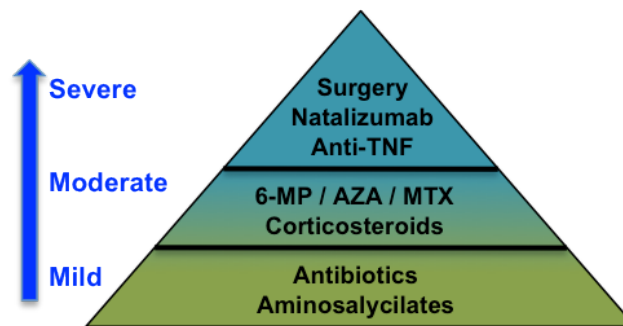 Severe
Moderate
Mild
Surgery
Natalizumab
Anti-TNF
6-MP / AZA / MTX
Corticosteroids
Antibiotics
Aminosalycilates